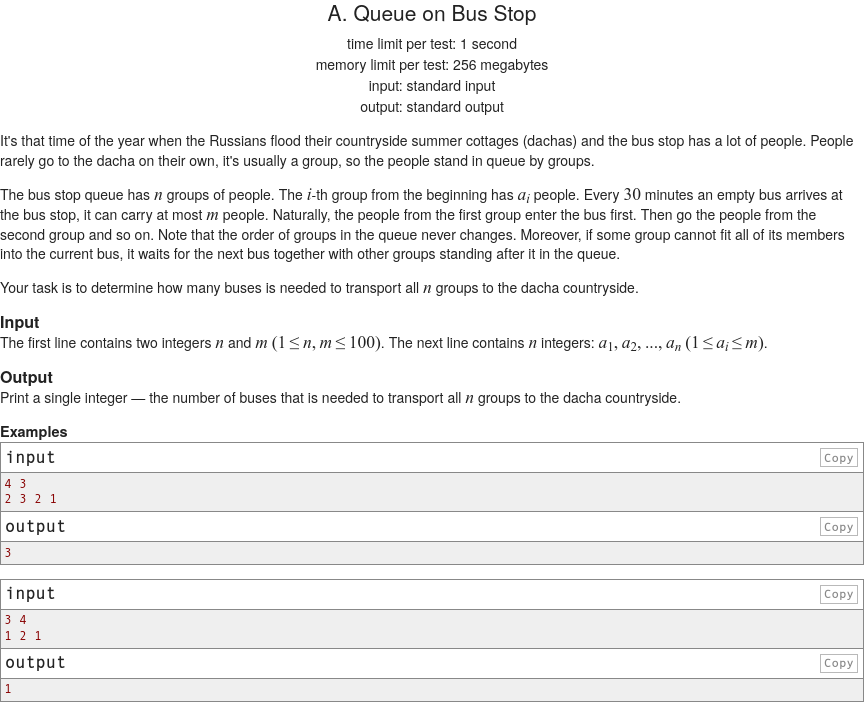 A. Queue on Bus Stop
time limit per test: 1 second
memory limit per test: 256 megabytes
input: standard input
output: standard output
It's that time of the year when the Russians flood their countryside summer cottages (dachas) and the bus stop has a lot of people. People
rarely go to the dacha on their own, it's usually a group, so the people stand in queue by groups.
The bus stop queue has n groups of people. The i-th group from the beginning has a_i people. Every 30 minutes an empty bus arrives at
the bus stop, it can carry at most m people. Naturally, the people from the first group enter the bus first. Then go the people from the
second group and so on. Note that the order of groups in the queue never changes. Moreover, if some group cannot fit all of its members
into the current bus, it waits for the next bus together with other groups standing after it in the queue.
Your task is to determine how many buses is needed to transport all n groups to the dacha countryside.
Input
The first line contains two integers n and m (1 ≤ n, m ≤ 100). The next line contains n integers: a_1, a_2, ..., a_n (1 ≤ a_i ≤ m).
Output
Print a single integer — the number of buses that is needed to transport all n groups to the dacha countryside.
Examples
input Copy
4 3
2 3 2 1
output Copy
3
input Copy
3 4
1 2 1
output Copy
1